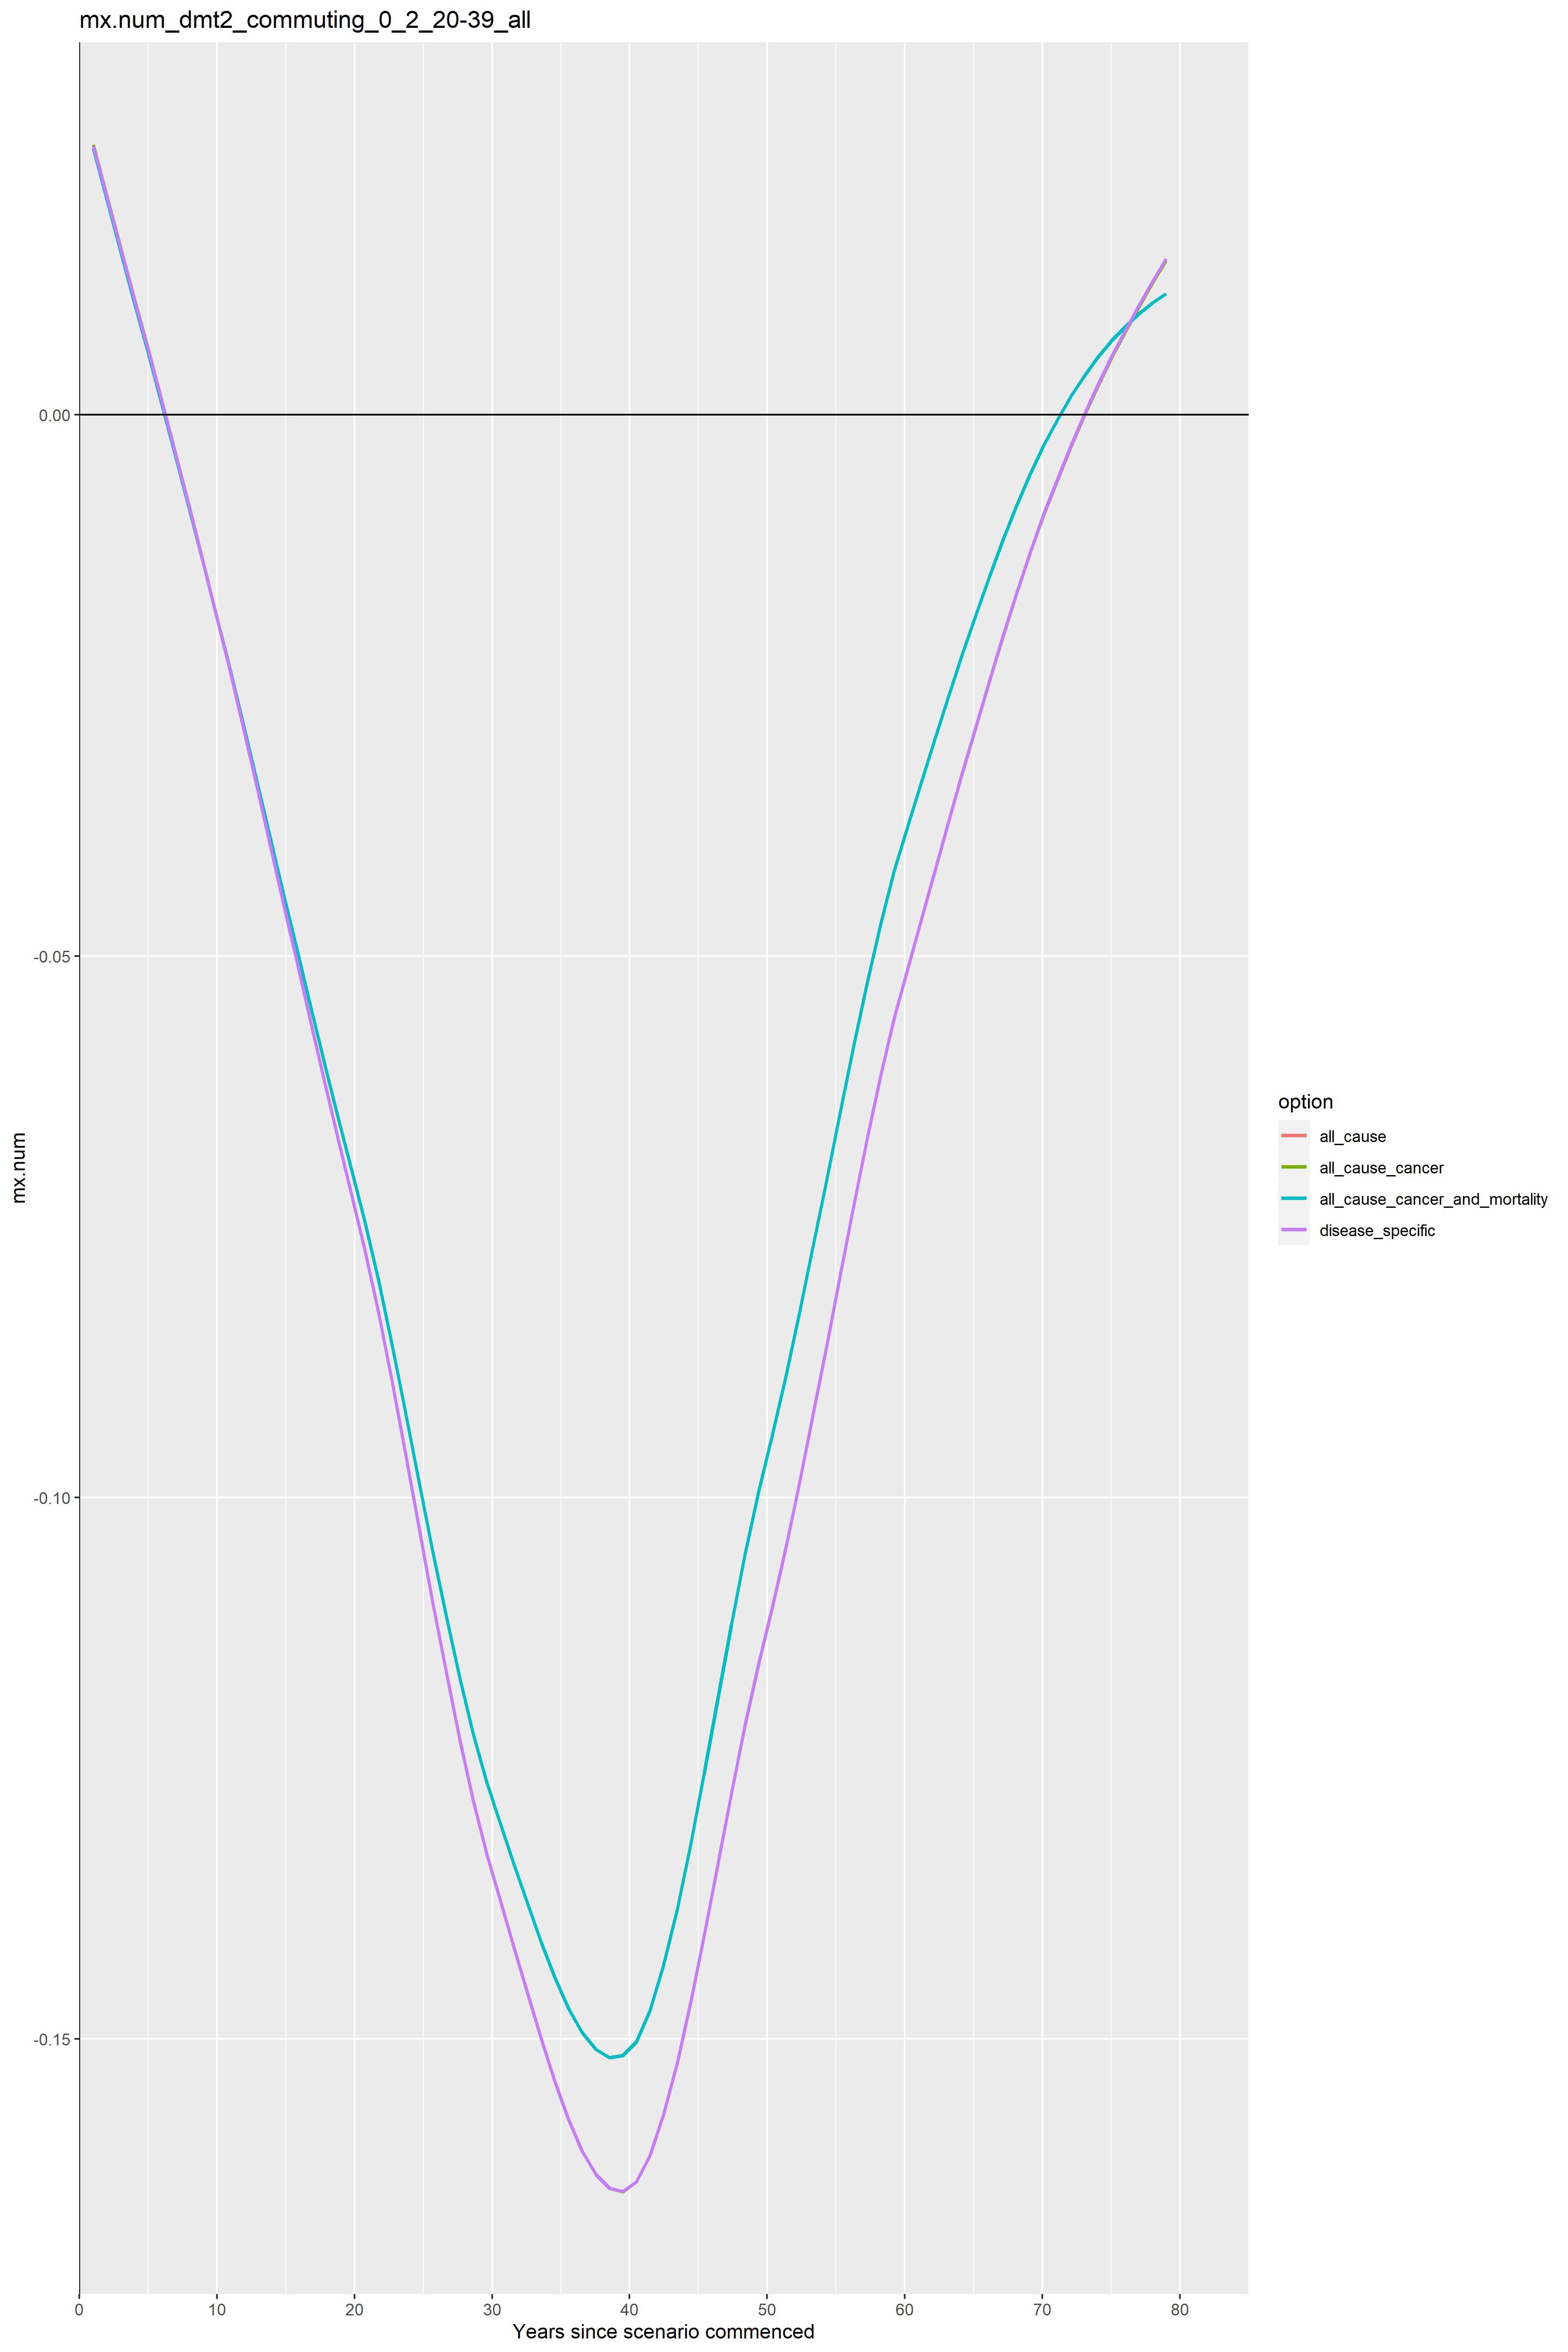 mx.num_dmt2_commuting_0_2_20-39_all
0.00
-0.05
-0.10
-0.15
mx.num
0 10 20 30 40 50 60 70 80
Years since scenario commenced
option
all_cause
all_cause_cancer
all_cause_cancer_and_mortality
disease_specific